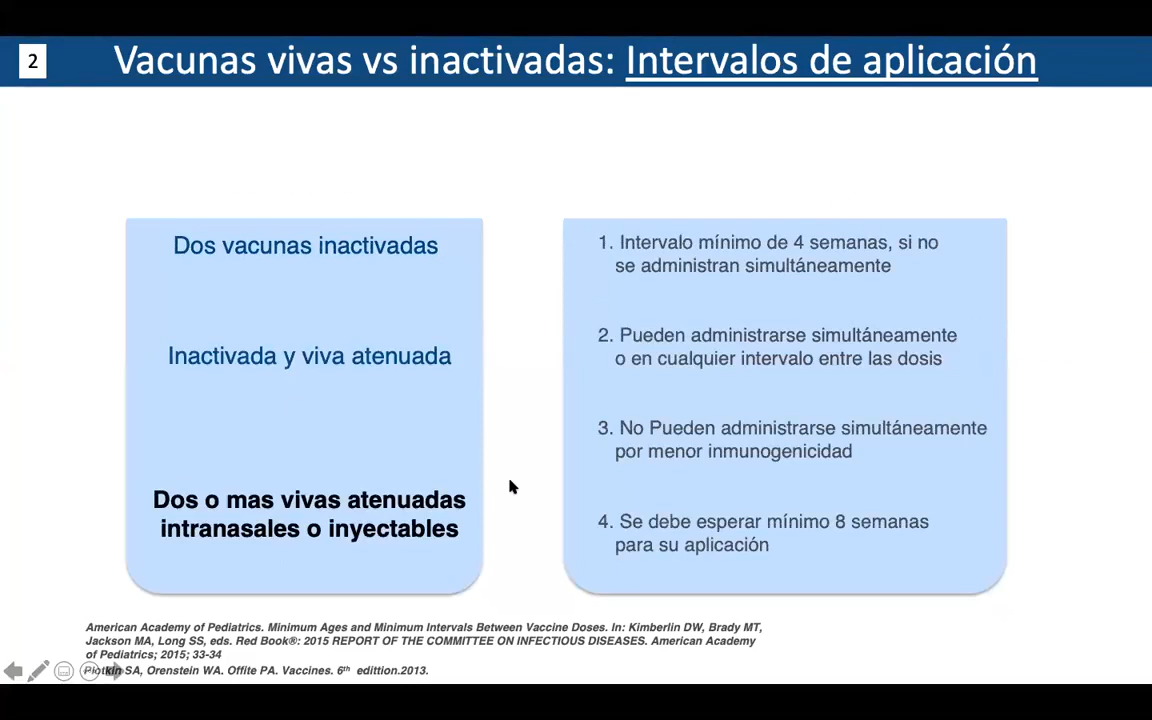 2
Vacunas vivas vs inactivadas: Intervalos de aplicación
Dos vacunas inactivadas
Inactivada y viva atenuada
Dos o mas vivas atenuadas
intranasales o inyectables
1. Intervalo mínimo de 4 semanas, si no
se administran simultáneamente
2. Pueden administrarse simultáneamente
o en cualquier intervalo entre las dosis
3. No Pueden administrarse simultáneamente
por menor inmunogenicidad
4. Se debe esperar mínimo 8 semanas
para su aplicación
American Academy of Pediatrics. Minimum Ages and Minimum Intervals Between Vaccine Doses. In: Kimberlin DW, Brady MT,
Jackson MA, Long SS, eds. Red Book®: 2015 REPORT OF THE COMMITTEE ON INFECTIOUS DISEASES. American Academy
of Pediatrics; 2015; 33-34
Plotkin SA, Orenstein WA. Offite PA. Vaccines. 6th edittion.2013.